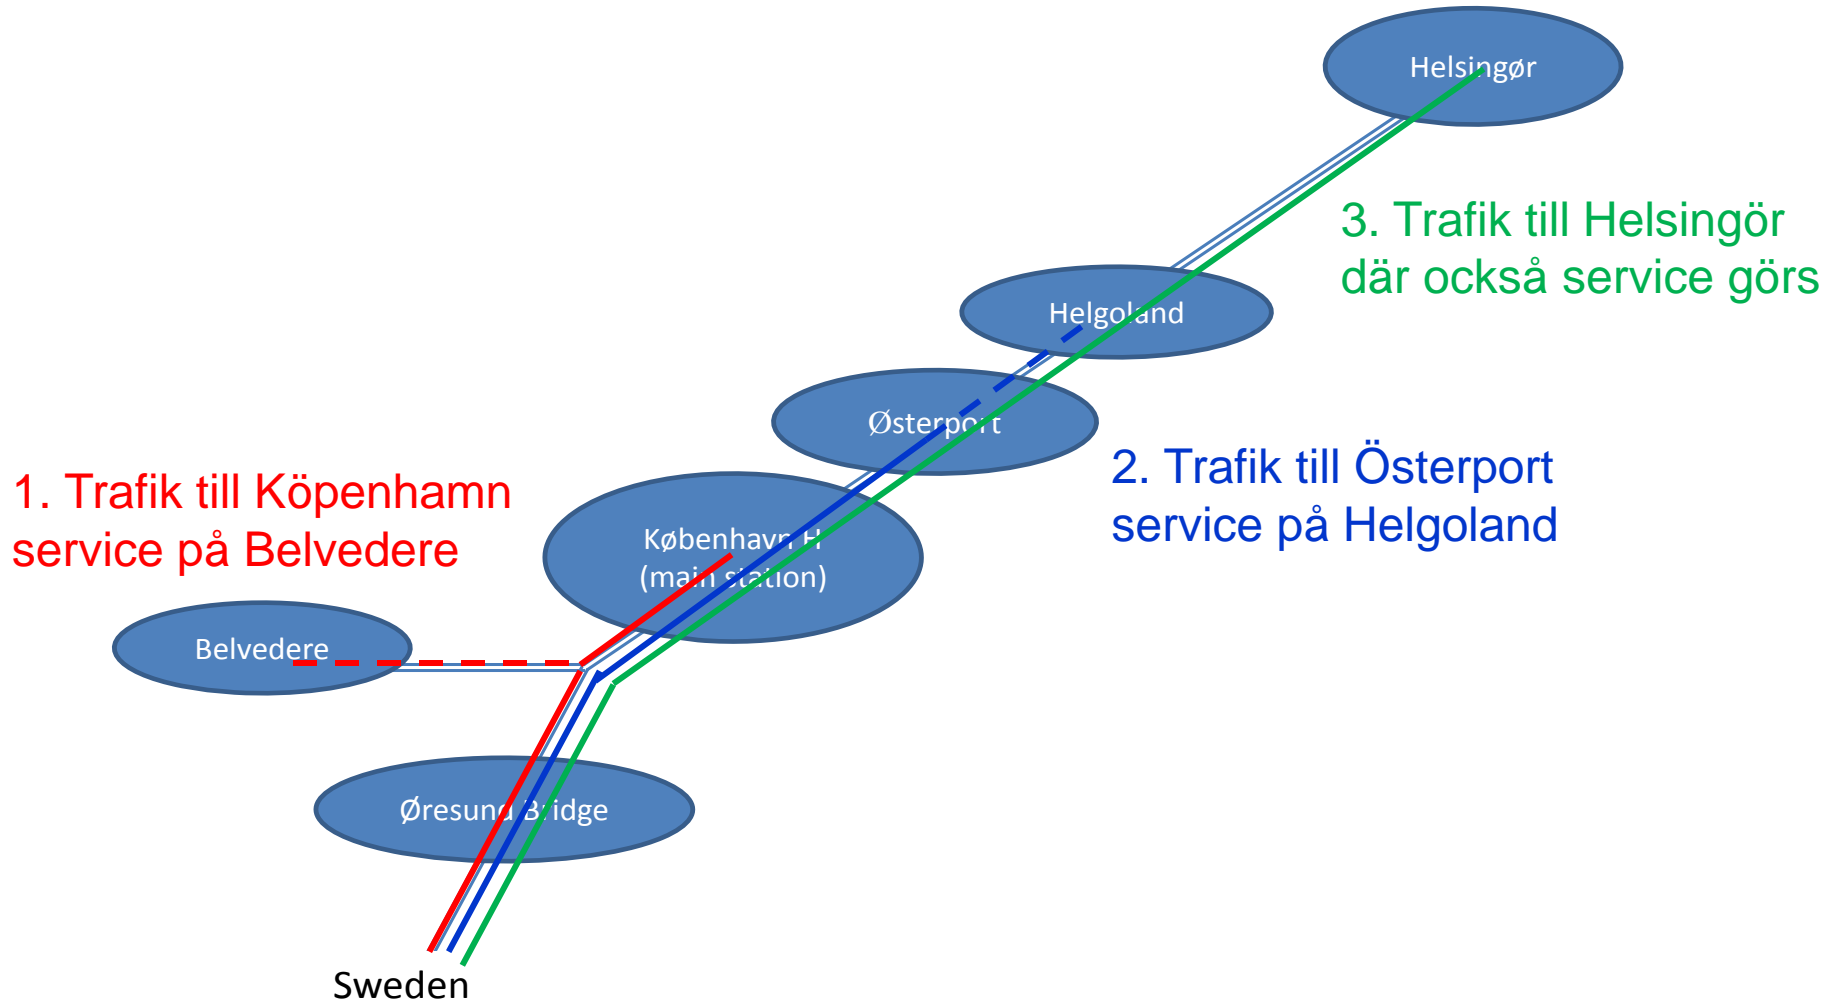 Helsingør
3. Trafik till Helsingör
där också service görs
Helgoland
Østerport
2. Trafik till Österport
service på Helgoland
1. Trafik till Köpenhamn
service på Belvedere
København H
(main station)
Belvedere
Øresund Bridge
Sweden